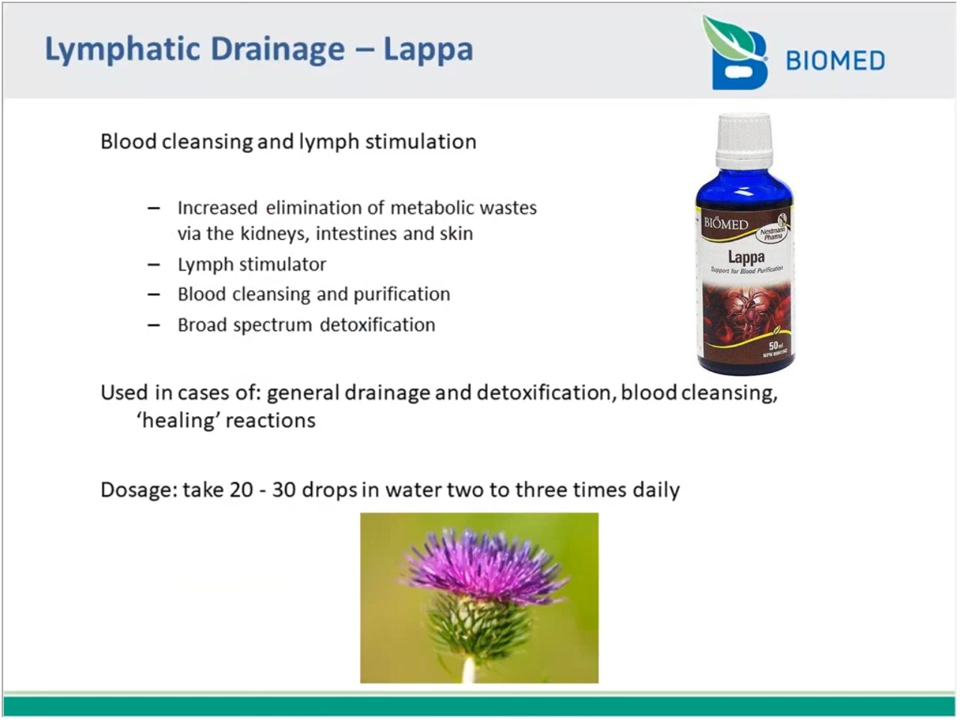 Lymphatic Drainage – Lappa
BIOMED
Blood cleansing and lymph stimulation
– Increased elimination of metabolic wastes
via the kidneys, intestines and skin
– Lymph stimulator
– Blood cleansing and purification
– Broad spectrum detoxification
BIOMED
Nestmann
Pharma
Lappa
Support for Blood Purification
50 ml
Used in cases of: general drainage and detoxification, blood cleansing,
‘healing’ reactions
Dosage: take 20 - 30 drops in water two to three times daily